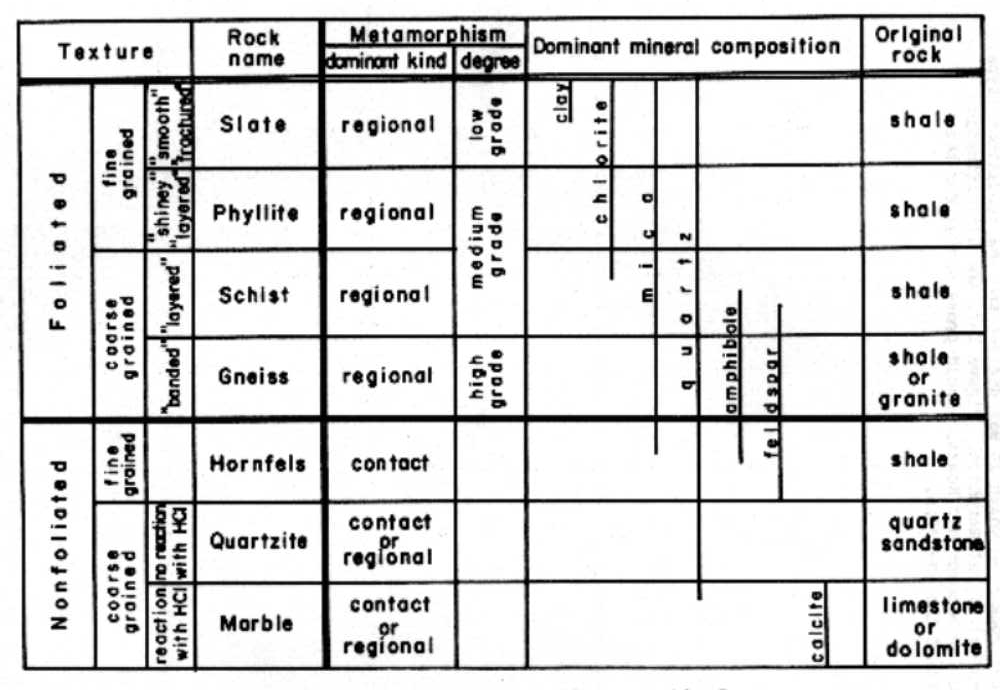 Texture
Rock
name
Metamorphism
dominant kind
degree
Dominant mineral composition
Original
rock
Foliated
fine
grained
"smooth"
"fractured"
Slate
regional
low
grade
clay
chlorite
mica
quartz
shale
"shiney"
"layered"
Phyllite
regional
medium
grade
shale
coarse
grained
"layered"
Schist
regional
amphibole
feldspar
shale
"banded"
Gneiss
regional
high
grade
shale
or
granite
Nonfoliated
fine
grained
Hornfels
contact
shale
coarse
grained
no reaction
with HCl
Quartzite
contact
or
regional
quartz
sandstone
reaction
with HCl
Marble
contact
or
regional
calcite
limestone
or
dolomite